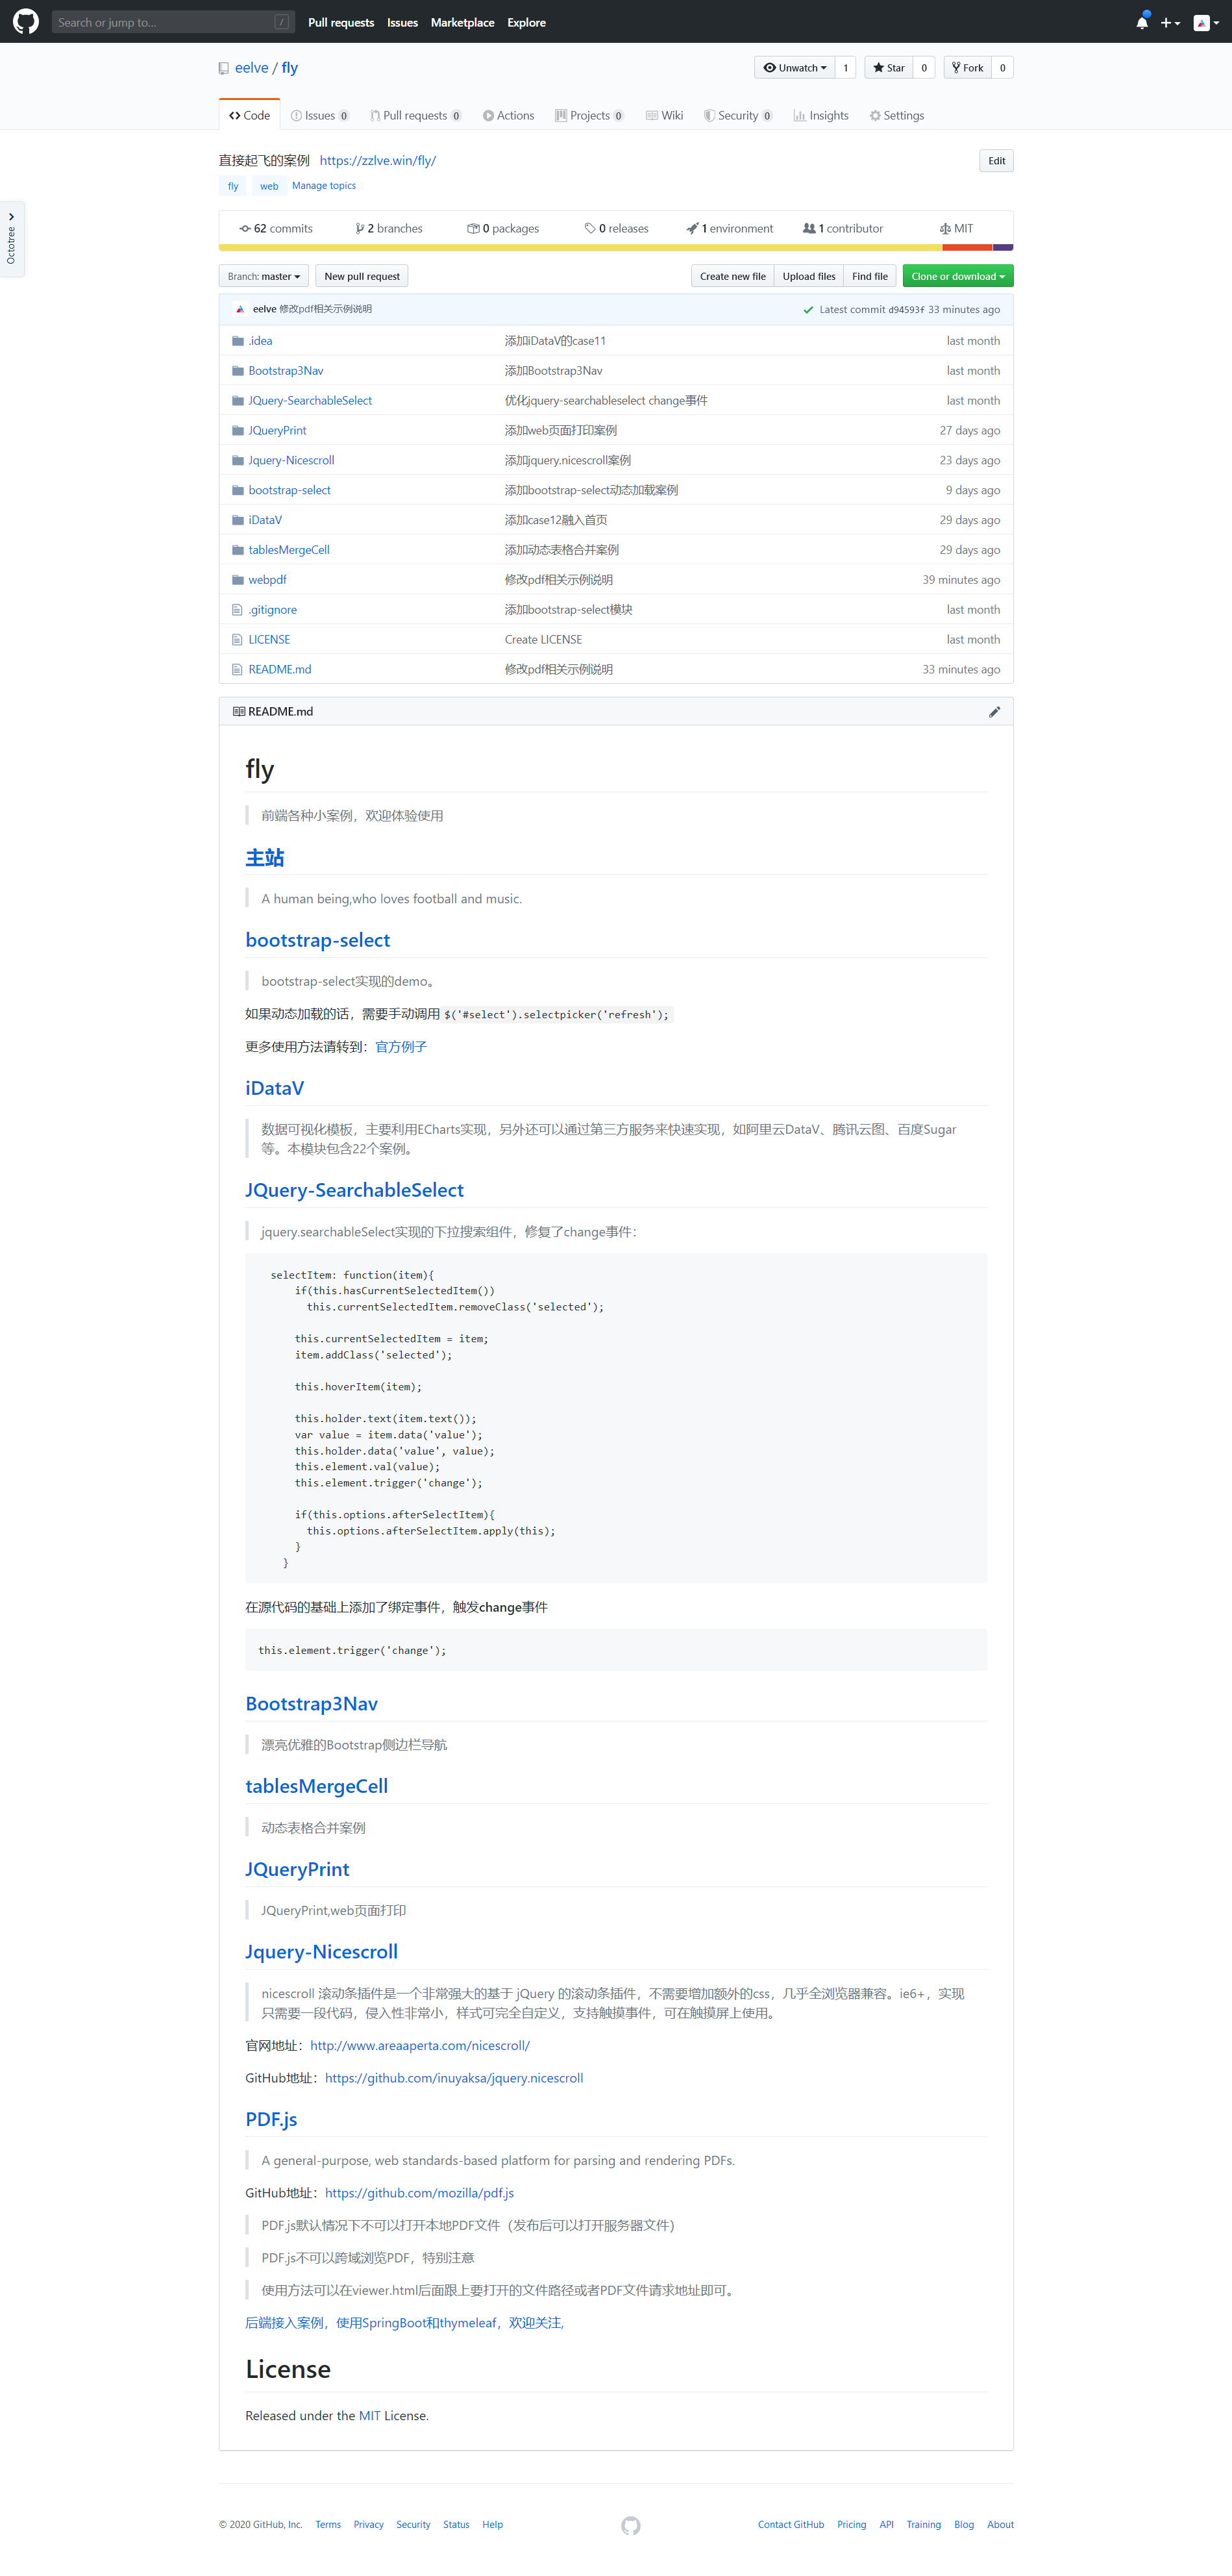 Search or jump to... /
Pull requests Issues Marketplace Explore
eelve / fly
Unwatch 1 Star 0 Fork 0
Code Issues 0 Pull requests 0 Actions Projects 0 Wiki Security 0 Insights Settings
直接起飞的案例 https://zzlve.win/fly/ Edit
fly web Manage topics
Octotree
62 commits 2 branches 0 packages 0 releases 1 environment 1 contributor MIT
Branch: master New pull request Create new file Upload files Find file Clone or download
eelve 修改pdf相关示例说明 Latest commit d94593f 33 minutes ago
.idea 添加iDataV的case11 last month
Bootstrap3Nav 添加Bootstrap3Nav last month
JQuery-SearchableSelect 优化jquery-searchableselect change事件 last month
JQueryPrint 添加web页面打印案例 27 days ago
Jquery-Nicescroll 添加jquery.nicescroll案例 23 days ago
bootstrap-select 添加bootstrap-select动态加载案例 9 days ago
iDataV 添加case12融入首页 29 days ago
tablesMergeCell 添加动态表格合并案例 29 days ago
webpdf 修改pdf相关示例说明 39 minutes ago
.gitignore 添加bootstrap-select模块 last month
LICENSE Create LICENSE last month
README.md 修改pdf相关示例说明 33 minutes ago
README.md
fly
前端各种小案例，欢迎体验使用
主站
A human being,who loves football and music.
bootstrap-select
bootstrap-select实现的demo。
如果动态加载的话，需要手动调用 $('#select').selectpicker('refresh');
更多使用方法请转到：官方例子
iDataV
数据可视化模板，主要利用ECharts实现，另外还可以通过第三方服务来快速实现，如阿里云DataV、腾讯云图、百度Sugar
等。本模块包含22个案例。
JQuery-SearchableSelect
jquery.searchableSelect实现的下拉搜索组件，修复了change事件：
selectItem: function(item){
if(this.hasCurrentSelectedItem())
this.currentSelectedItem.removeClass('selected');
this.currentSelectedItem = item;
item.addClass('selected');
this.hoverItem(item);
this.holder.text(item.text());
var value = item.data('value');
this.holder.data('value', value);
this.element.val(value);
this.element.trigger('change');
if(this.options.afterSelectItem){
this.options.afterSelectItem.apply(this);
}
}
在源代码的基础上添加了绑定事件，触发change事件
this.element.trigger('change');
Bootstrap3Nav
漂亮优雅的Bootstrap侧边栏导航
tablesMergeCell
动态表格合并案例
JQueryPrint
JQueryPrint,web页面打印
Jquery-Nicescroll
nicescroll 滚动条插件是一个非常强大的基于 jQuery 的滚动条插件，不需要增加额外的css，几乎全浏览器兼容。ie6+，实现
只需要一段代码，侵入性非常小，样式可完全自定义，支持触摸事件，可在触摸屏上使用。
官网地址：http://www.areaaperta.com/nicescroll/
GitHub地址：https://github.com/inuyaksa/jquery.nicescroll
PDF.js
A general-purpose, web standards-based platform for parsing and rendering PDFs.
GitHub地址：https://github.com/mozilla/pdf.js
PDF.js默认情况下不可以打开本地PDF文件（发布后可以打开服务器文件）
PDF.js不可以跨域浏览PDF，特别注意
使用方法可以在viewer.html后面跟上要打开的文件路径或者PDF文件请求地址即可。
后端接入案例，使用SpringBoot和thymeleaf，欢迎关注,
License
Released under the MIT License.
© 2020 GitHub, Inc. Terms Privacy Security Status Help Contact GitHub Pricing API Training Blog About